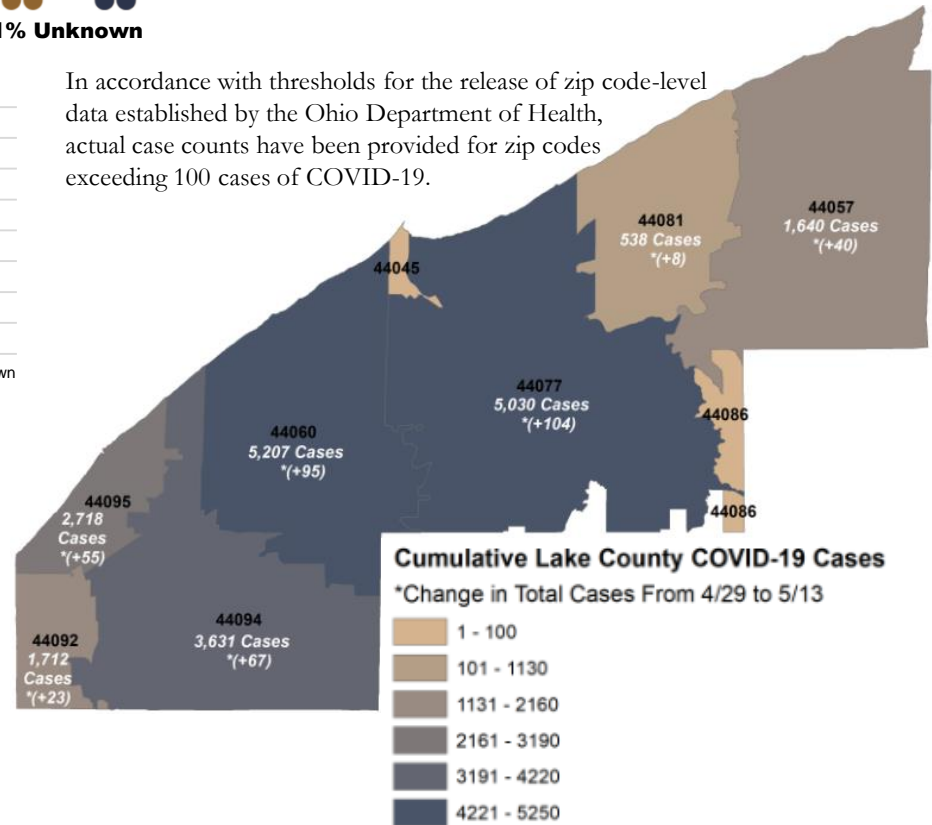 1% Unknown
In accordance with thresholds for the release of zip code-level
data established by the Ohio Department of Health,
actual case counts have been provided for zip codes
exceeding 100 cases of COVID-19.
44057
1,640 Cases
*(+40)
44081
538 Cases
*(+8)
44045
44077
5,030 Cases
*(+104)
44086
44060
5,207 Cases
*(+95)
44095
2,718
Cases
*(+55)
44086
44094
3,631 Cases
*(+67)
44092
1,712
Cases
*(+23)
Cumulative Lake County COVID-19 Cases
*Change in Total Cases From 4/29 to 5/13
1 - 100
101 - 1130
1131 - 2160
2161 - 3190
3191 - 4220
4221 - 5250